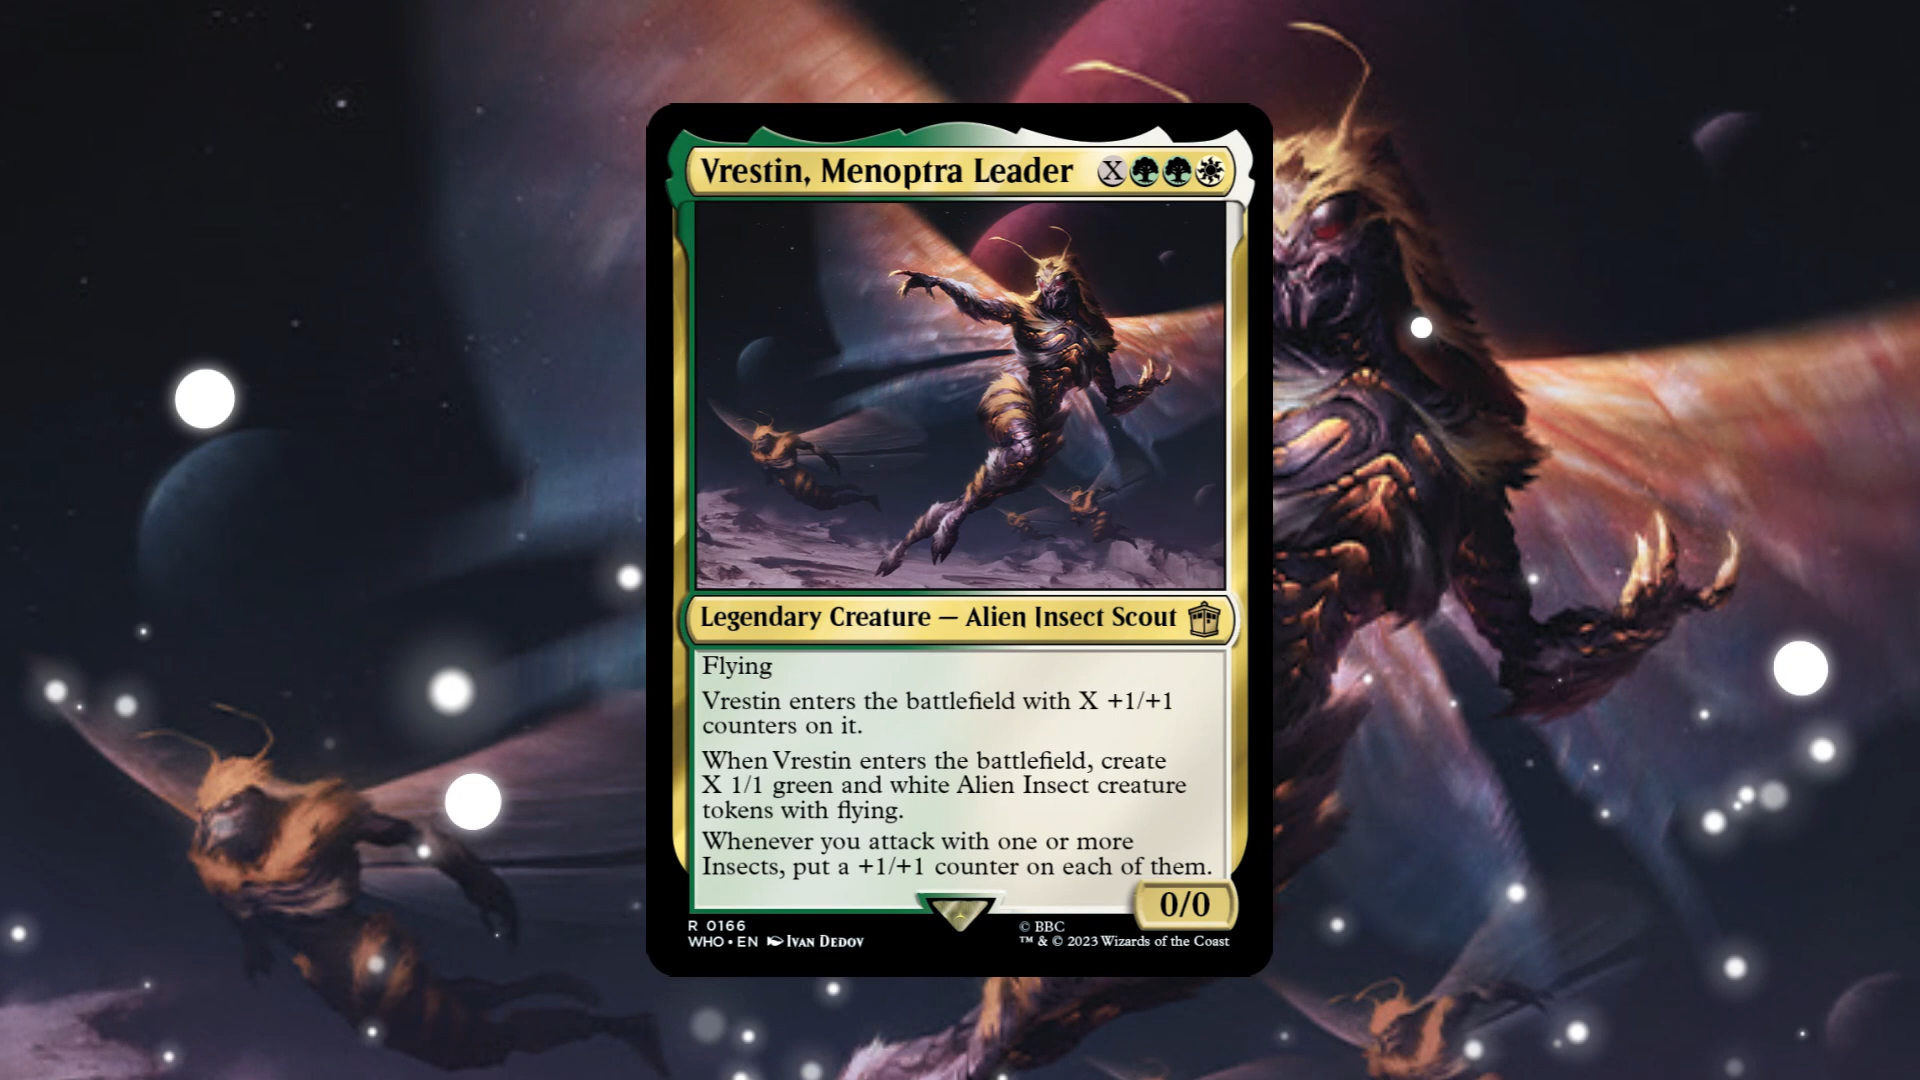 Vrestin, Menoptra Leader X
Legendary Creature — Alien Insect Scout
Flying
Vrestin enters the battlefield with X +1/+1
counters on it.
When Vrestin enters the battlefield, create
X 1/1 green and white Alien Insect creature
tokens with flying.
Whenever you attack with one or more
Insects, put a +1/+1 counter on each of them.
0/0
R 0166
WHO • EN Ivan Dedov
© BBC
™ & © 2023 Wizards of the Coast